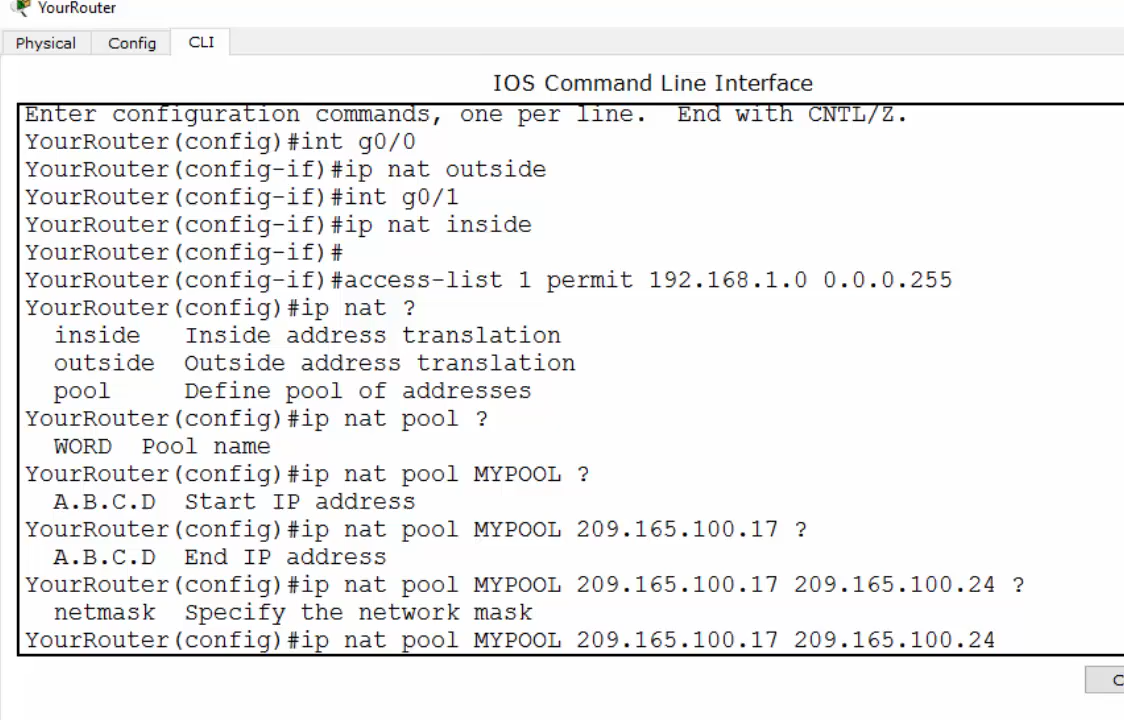 YourRouter
Physical Config CLI
IOS Command Line Interface
Enter configuration commands, one per line.  End with CNTL/Z.
YourRouter(config)#int g0/0
YourRouter(config-if)#ip nat outside
YourRouter(config-if)#int g0/1
YourRouter(config-if)#ip nat inside
YourRouter(config-if)#
YourRouter(config-if)#access-list 1 permit 192.168.1.0 0.0.0.255
YourRouter(config)#ip nat ?
  inside   Inside address translation
  outside  Outside address translation
  pool     Define pool of addresses
YourRouter(config)#ip nat pool ?
  WORD  Pool name
YourRouter(config)#ip nat pool MYPOOL ?
  A.B.C.D  Start IP address
YourRouter(config)#ip nat pool MYPOOL 209.165.100.17 ?
  A.B.C.D  End IP address
YourRouter(config)#ip nat pool MYPOOL 209.165.100.17 209.165.100.24 ?
  netmask  Specify the network mask
YourRouter(config)#ip nat pool MYPOOL 209.165.100.17 209.165.100.24